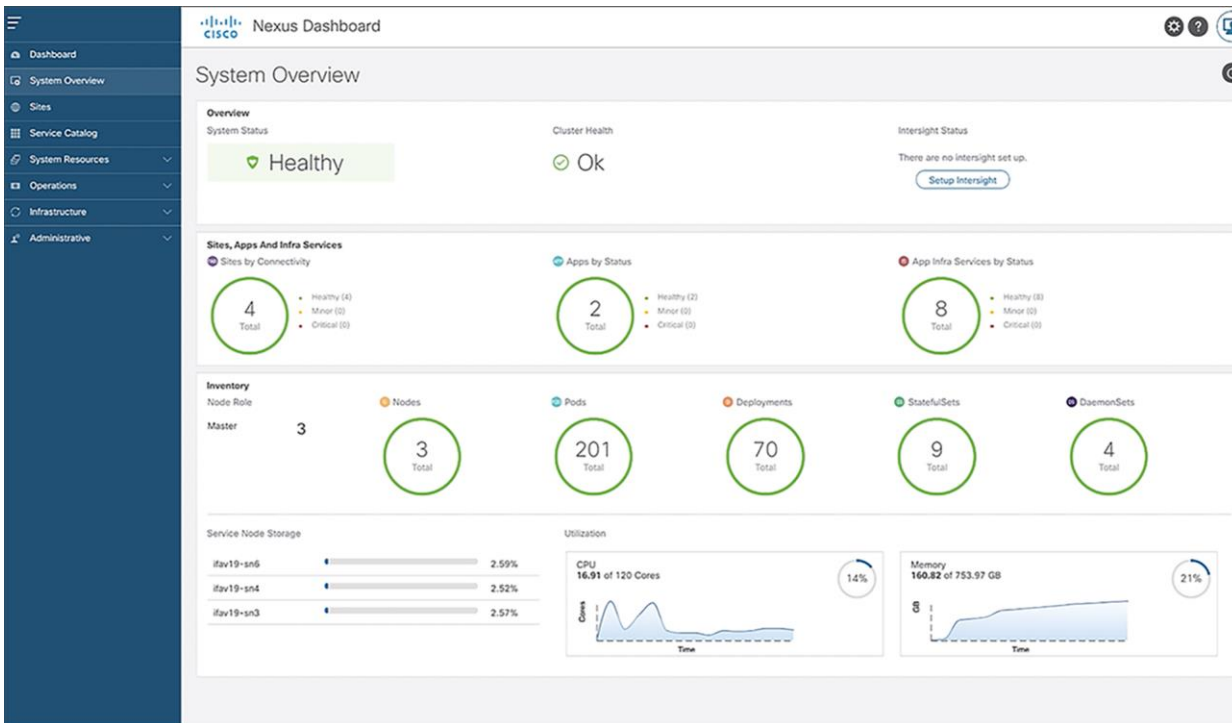 CISCO
Nexus Dashboard
?
Dashboard
System Overview
Sites
Service Catalog
System Resources
Operations
Infrastructure
Administrative
System Overview
Overview
System Status
Healthy
Cluster Health
Ok
Intersight Status
There are no intersight set up.
Setup Intersight
Sites, Apps And Infra Services
Sites by Connectivity
4
Total
Healthy (4)
Minor (0)
Critical (0)
Apps by Status
2
Total
Healthy (2)
Minor (0)
Critical (0)
App Infra Services by Status
8
Total
Healthy (8)
Minor (0)
Critical (0)
Inventory
Node Role
Master 3
Nodes
3
Total
Pods
201
Total
Deployments
70
Total
StatefulSets
9
Total
DaemonSets
4
Total
Service Node Storage
ifav19-sn6 2.59%
ifav19-sn4 2.52%
ifav19-sn3 2.57%
Utilization
CPU
16.91 of 120 Cores
14%
Cores
Time
Memory
160.82 of 753.97 GB
21%
GB
Time